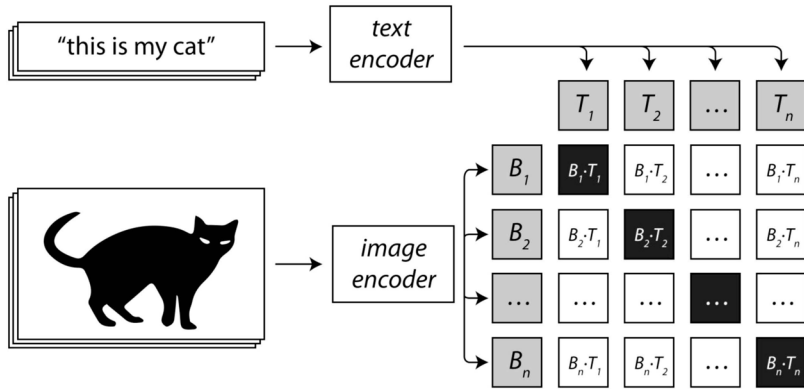 “this is my cat”
text
encoder
T1 T2 ... Tn
B1 B1·T1 B1·T2 ... B1·Tn
image
encoder
B2 B2·T1 B2·T2 ... B2·Tn
... ... ... ... ...
Bn Bn·T1 Bn·T2 ... Bn·Tn